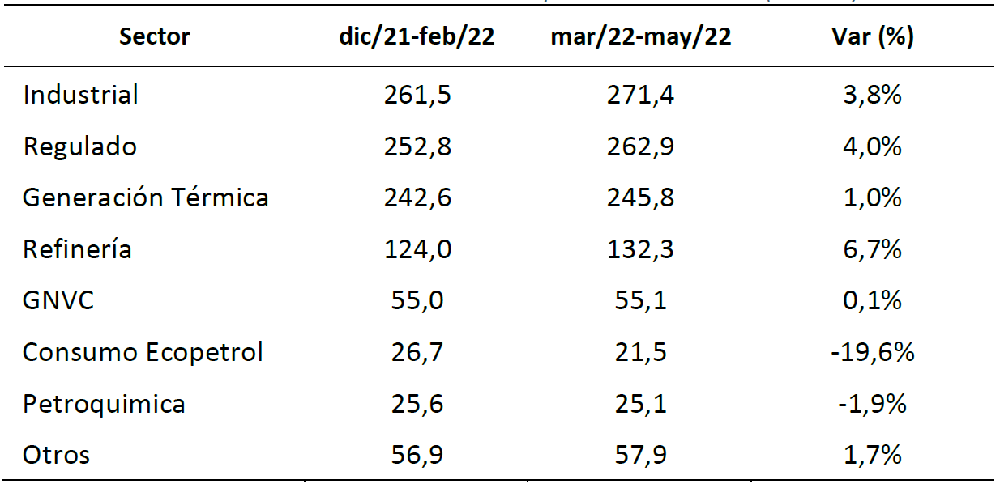 Sector dic/21-feb/22 mar/22-may/22 Var (%)
Industrial 261,5 271,4 3,8%
Regulado 252,8 262,9 4,0%
Generación Térmica 242,6 245,8 1,0%
Refinería 124,0 132,3 6,7%
GNVC 55,0 55,1 0,1%
Consumo Ecopetrol 26,7 21,5 -19,6%
Petroquimica 25,6 25,1 -1,9%
Otros 56,9 57,9 1,7%